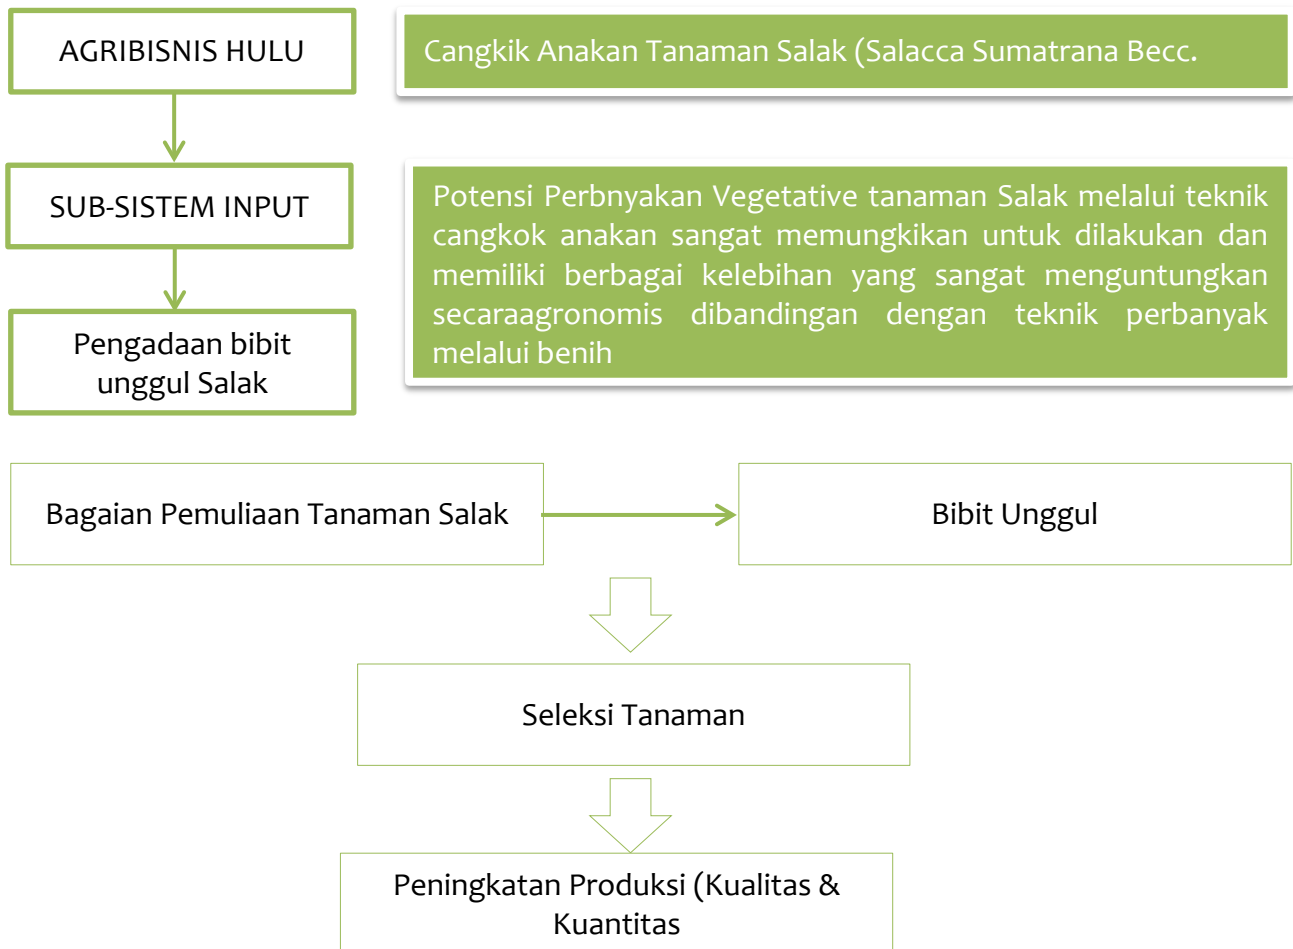 AGRIBISNIS HULU
Cangkik Anakan Tanaman Salak (Salacca Sumatrana Becc.
SUB-SISTEM INPUT
Potensi Perbnyakan Vegetative tanaman Salak melalui teknik
cangkok anakan sangat memungkikan untuk dilakukan dan
memiliki berbagai kelebihan yang sangat menguntungkan
secaraagronomis dibandingan dengan teknik perbanyak
melalui benih
Pengadaan bibit
unggul Salak
Bagaian Pemuliaan Tanaman Salak
Bibit Unggul
Seleksi Tanaman
Peningkatan Produksi (Kualitas &
Kuantitas